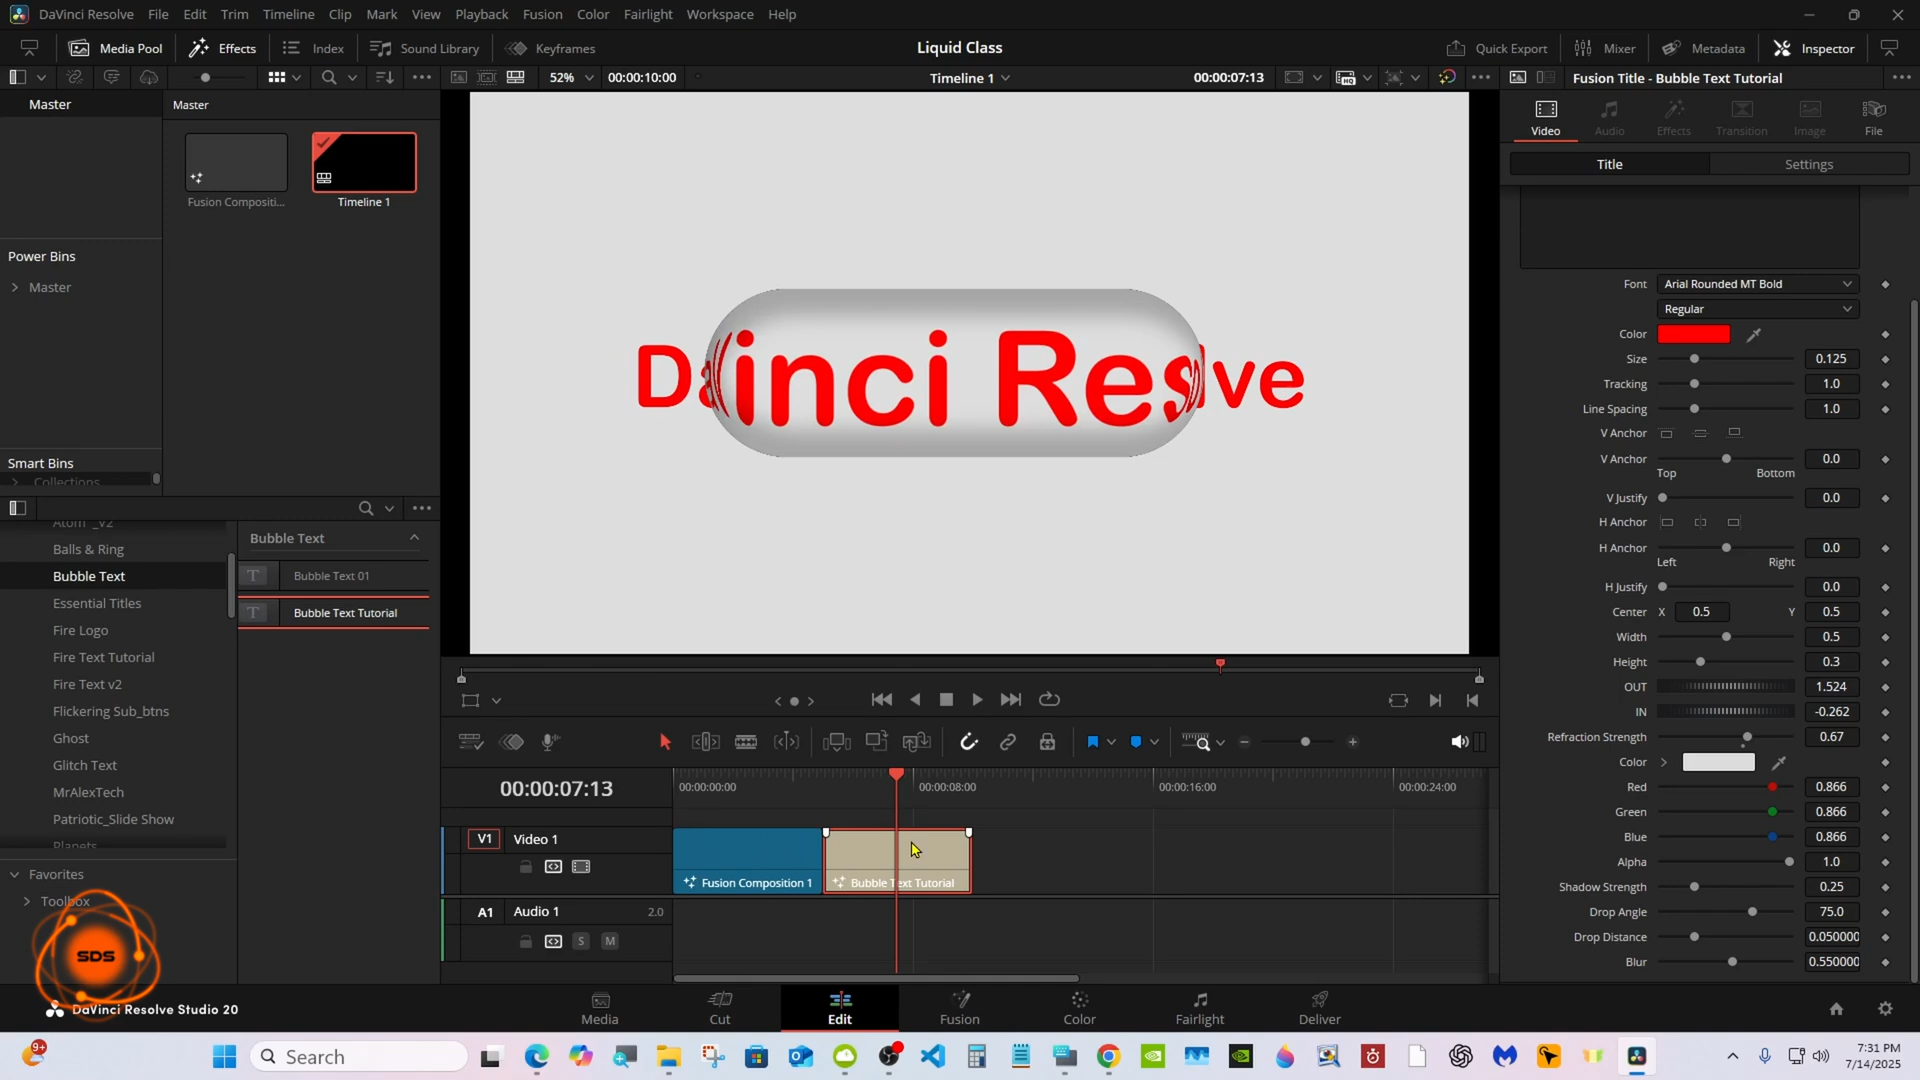 DaVinci Resolve File Edit Trim Timeline Clip Mark View Playback Fusion Color Fairlight Workspace Help
Media Pool Effects Index Sound Library Keyframes Liquid Class Quick Export Mixer Metadata Inspector
52% 00:00:10:00 Timeline 1 00:00:07:13 Fusion Title - Bubble Text Tutorial
Master
Master
Fusion Compositi...
Timeline 1
Power Bins
Master
Smart Bins
Collections
Video Audio Effects Transition Image File
Title Settings
Font Arial Rounded MT Bold
Regular
Color
Size 0.125
Tracking 1.0
Line Spacing 1.0
V Anchor
V Anchor 0.0
Top Bottom
V Justify 0.0
H Anchor
H Anchor 0.0
Left Right
H Justify 0.0
Center X 0.5 Y 0.5
Width 0.5
Height 0.3
OUT 1.524
IN -0.262
Refraction Strength 0.67
Color
Red 0.866
Green 0.866
Blue 0.866
Alpha 1.0
Shadow Strength 0.25
Drop Angle 75.0
Drop Distance 0.050000
Blur 0.550000
Davinci Resolve
Atom _V2
Balls & Ring
Bubble Text
Essential Titles
Fire Logo
Fire Text Tutorial
Fire Text v2
Flickering Sub_btns
Ghost
Glitch Text
MrAlexTech
Patriotic_Slide Show
Planets
Favorites
Toolbox
Bubble Text
T Bubble Text 01
T Bubble Text Tutorial
00:00:07:13
00:00:00:00 00:00:08:00 00:00:16:00 00:00:24:00
V1 Video 1
Fusion Composition 1
Bubble Text Tutorial
A1 Audio 1 2.0
S M
SDS
DaVinci Resolve Studio 20
Media Cut Edit Fusion Color Fairlight Deliver
9+
Search
7:31 PM
7/14/2025